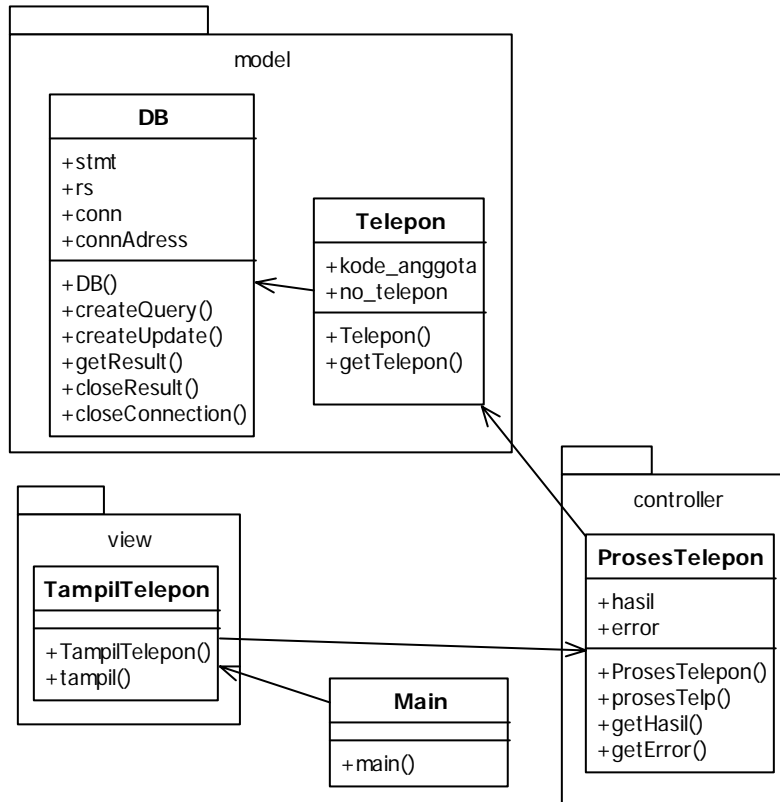 model
DB
+stmt
+rs
+conn
+connAdress
+DB()
+createQuery()
+createUpdate()
+getResult()
+closeResult()
+closeConnection()
Telepon
+kode_anggota
+no_telepon
+Telepon()
+getTelepon()
view
TampilTelepon
+TampilTelepon()
+tampil()
Main
+main()
controller
ProsesTelepon
+hasil
+error
+ProsesTelepon()
+prosesTelp()
+getHasil()
+getError()